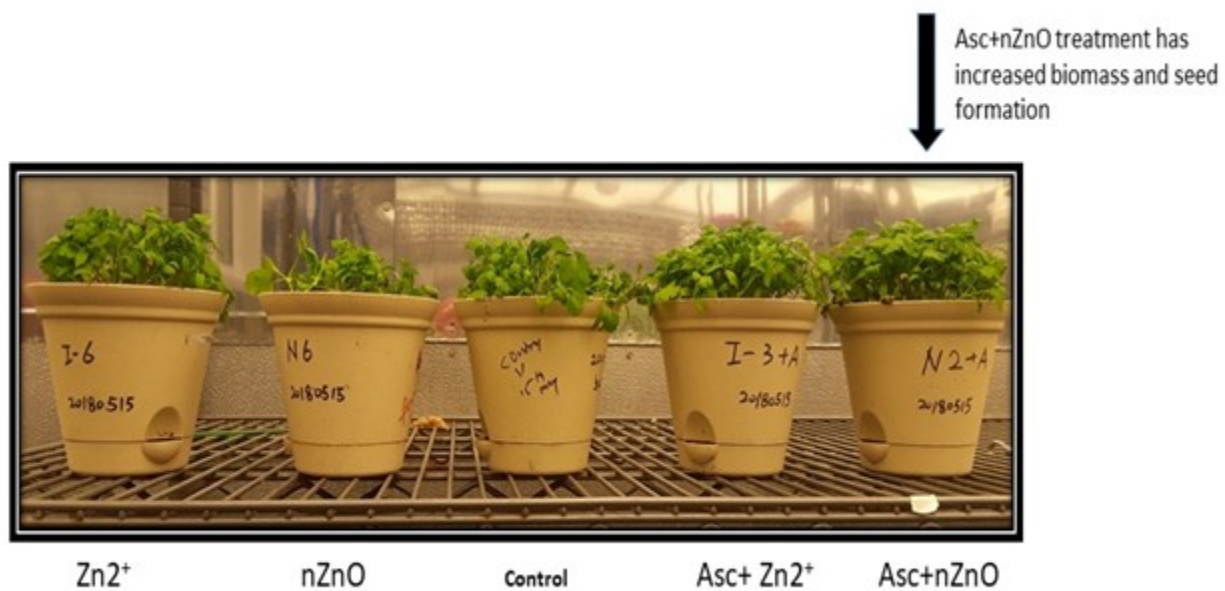 Asc+nZnO treatment has
increased biomass and seed
formation
I-6
20180515
N6
20180515
I-3+A
20180515
N2+A
20180515
Zn2⁺
nZnO
Control
Asc+ Zn2⁺
Asc+nZnO